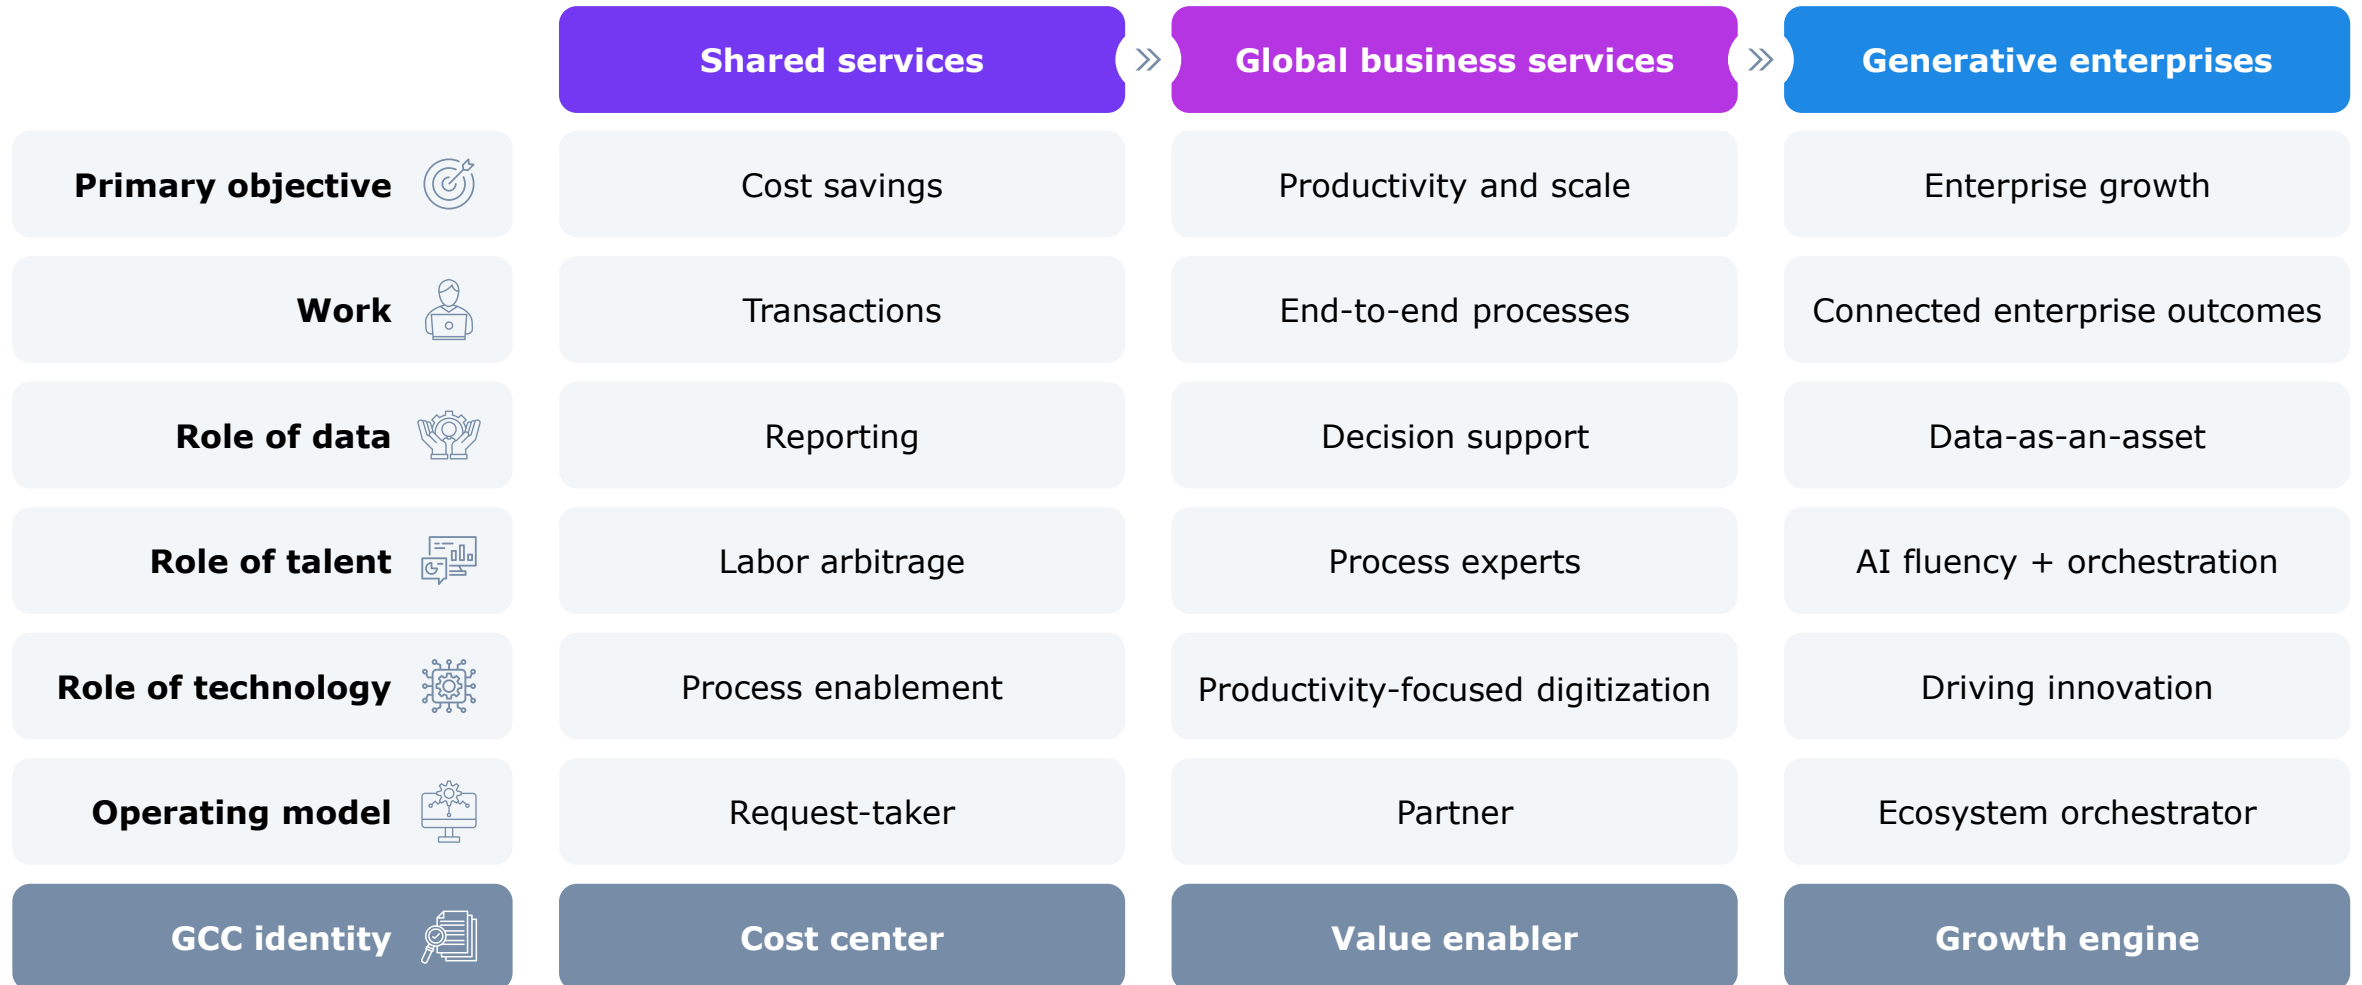 Shared services
Global business services
Generative enterprises
Primary objective
Cost savings
Productivity and scale
Enterprise growth
Work
Transactions
End-to-end processes
Connected enterprise outcomes
Role of data
Reporting
Decision support
Data-as-an-asset
Role of talent
Labor arbitrage
Process experts
AI fluency + orchestration
Role of technology
Process enablement
Productivity-focused digitization
Driving innovation
Operating model
Request-taker
Partner
Ecosystem orchestrator
GCC identity
Cost center
Value enabler
Growth engine